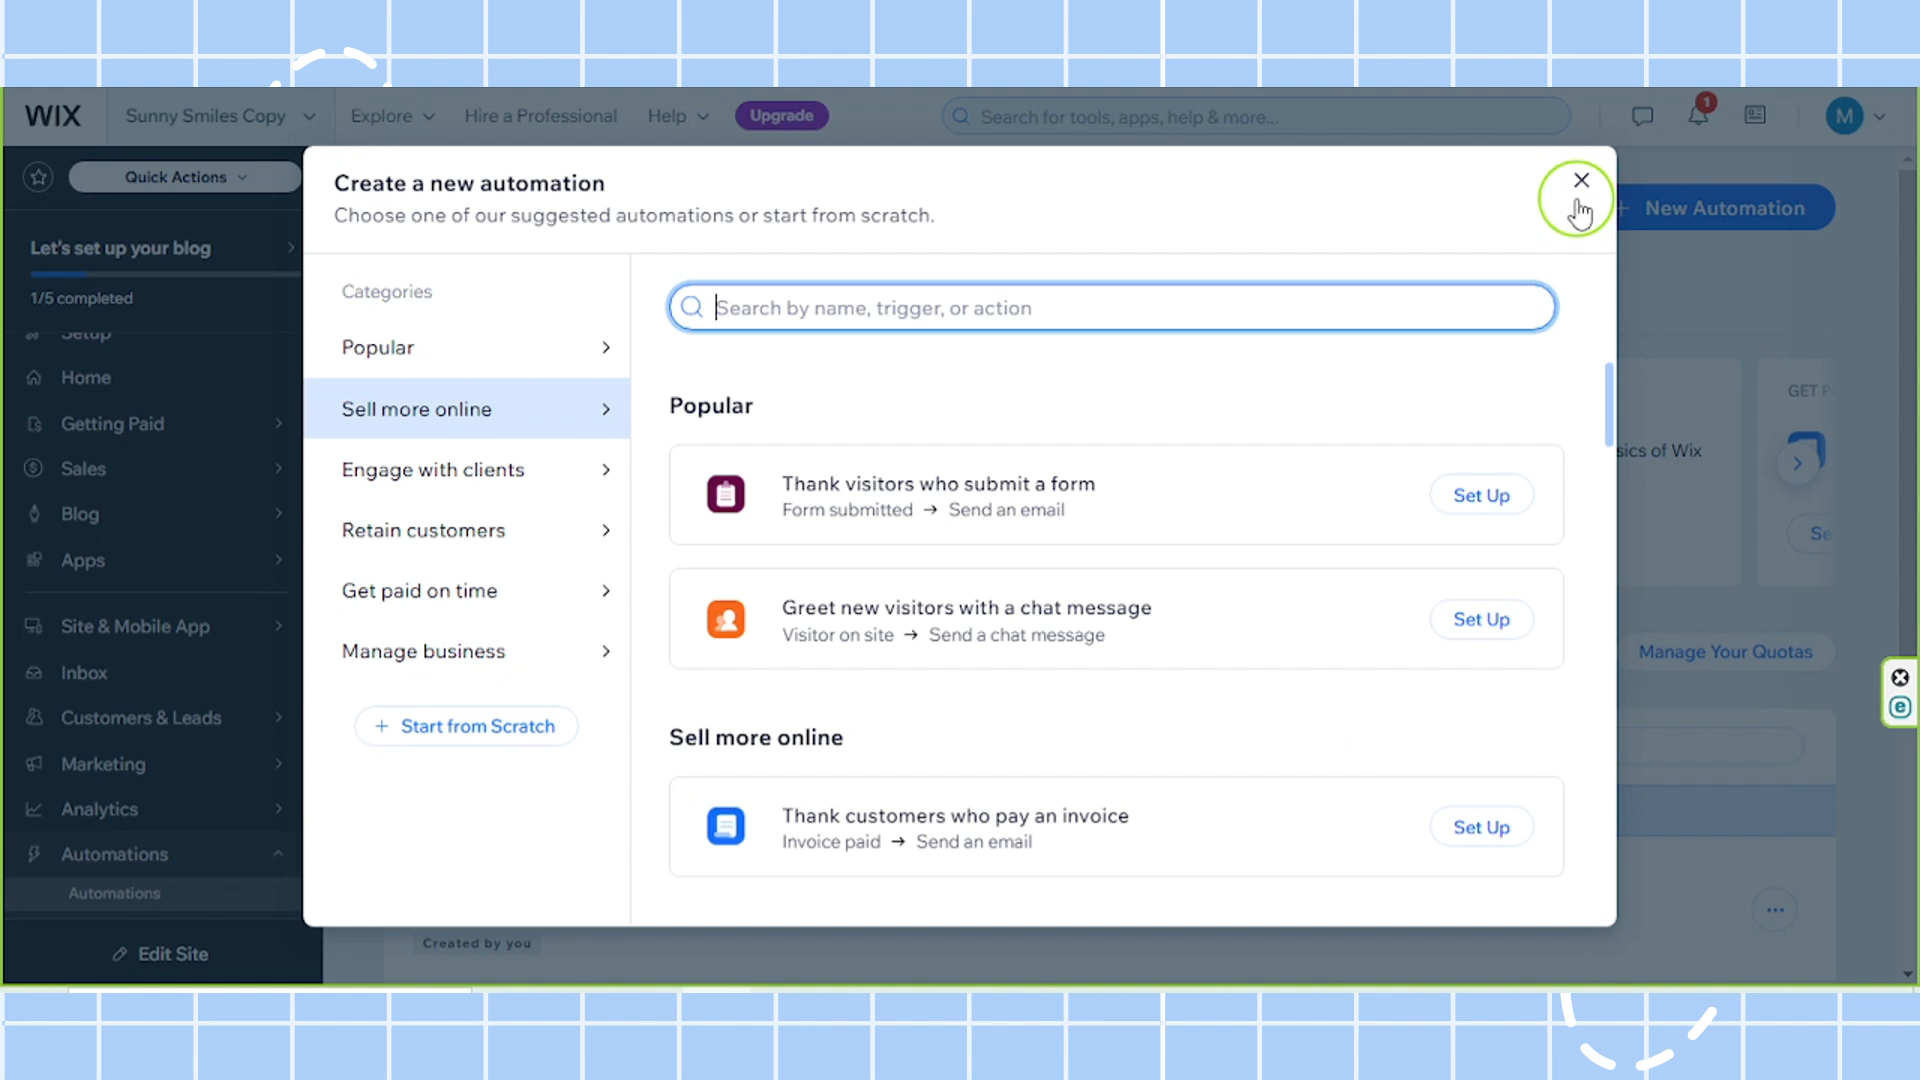 WIX
Sunny Smiles Copy
Explore
Hire a Professional
Help
Upgrade
Search for tools, apps, help & more...
1
M
Quick Actions
Let's set up your blog
1/5 completed
Setup
Home
Getting Paid
Sales
Blog
Apps
Site & Mobile App
Inbox
Customers & Leads
Marketing
Analytics
Automations
Automations
Edit Site
Create a new automation
Choose one of our suggested automations or start from scratch.
Categories
Popular
Sell more online
Engage with clients
Retain customers
Get paid on time
Manage business
+ Start from Scratch
Search by name, trigger, or action
Popular
Thank visitors who submit a form
Form submitted → Send an email
Set Up
Greet new visitors with a chat message
Visitor on site → Send a chat message
Set Up
Sell more online
Thank customers who pay an invoice
Invoice paid → Send an email
Set Up
+ New Automation
GET
of Wix
Manage Your Quotas
Created by you